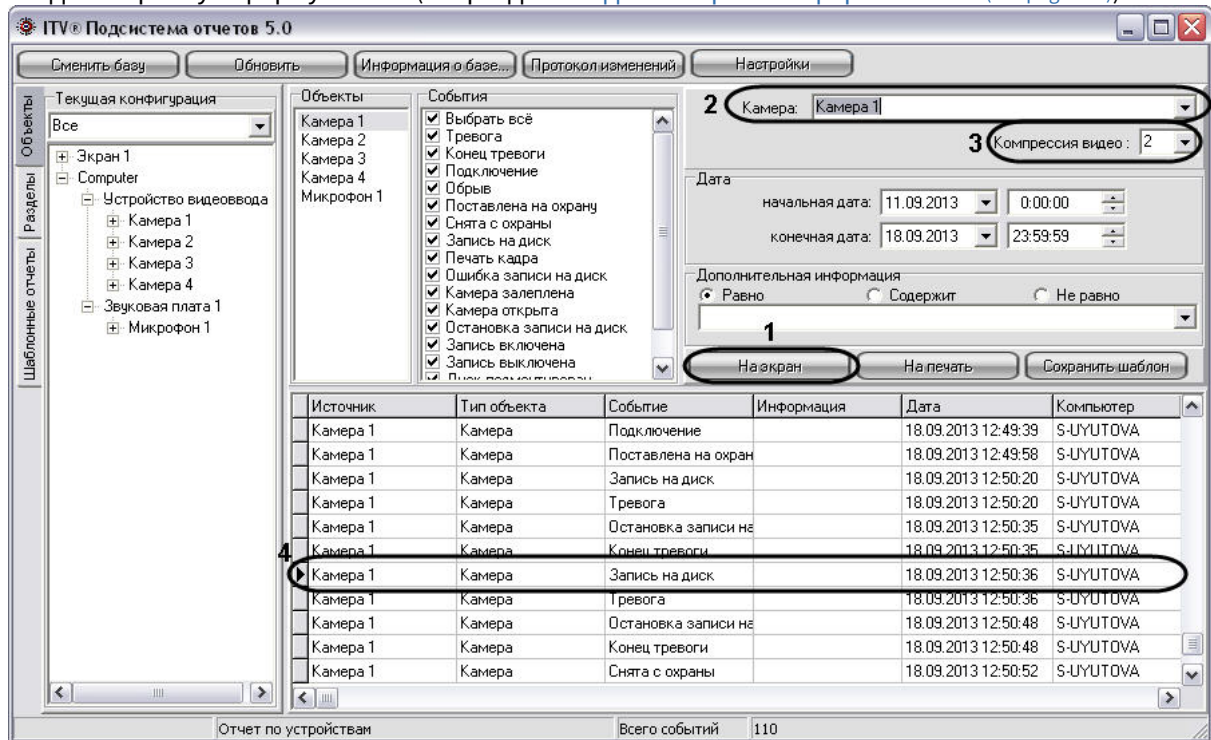 ITV® Подсистема отчетов 5.0
Сменить базу Обновить Информация о базе... Протокол изменений Настройки
Объекты
Разделы
Шаблонные отчеты
Текущая конфигурация
Все
Экран 1
Computer
Устройство видеоввода
Камера 1
Камера 2
Камера 3
Камера 4
Звуковая плата 1
Микрофон 1
Объекты
Камера 1
Камера 2
Камера 3
Камера 4
Микрофон 1
События
Выбрать всё
Тревога
Конец тревоги
Подключение
Обрыв
Поставлена на охрану
Снята с охраны
Запись на диск
Печать кадра
Ошибка записи на диск
Камера залеплена
Камера открыта
Остановка записи на диск
Запись включена
Запись выключена
2 Камера: Камера 1
3 Компрессия видео : 2
Дата
начальная дата: 11.09.2013 0:00:00
конечная дата: 18.09.2013 23:59:59
Дополнительная информация
Равно Содержит Не равно
1
На экран На печать Сохранить шаблон
Источник Тип объекта Событие Информация Дата Компьютер
Камера 1 Камера Подключение 18.09.2013 12:49:39 S-UYUTOVA
Камера 1 Камера Поставлена на охран 18.09.2013 12:49:58 S-UYUTOVA
Камера 1 Камера Запись на диск 18.09.2013 12:50:20 S-UYUTOVA
Камера 1 Камера Тревога 18.09.2013 12:50:20 S-UYUTOVA
Камера 1 Камера Остановка записи на 18.09.2013 12:50:35 S-UYUTOVA
Камера 1 Камера Конец тревоги 18.09.2013 12:50:35 S-UYUTOVA
4 Камера 1 Камера Запись на диск 18.09.2013 12:50:36 S-UYUTOVA
Камера 1 Камера Тревога 18.09.2013 12:50:36 S-UYUTOVA
Камера 1 Камера Остановка записи на 18.09.2013 12:50:48 S-UYUTOVA
Камера 1 Камера Конец тревоги 18.09.2013 12:50:48 S-UYUTOVA
Камера 1 Камера Снята с охраны 18.09.2013 12:50:52 S-UYUTOVA
Отчет по устройствам Всего событий 110